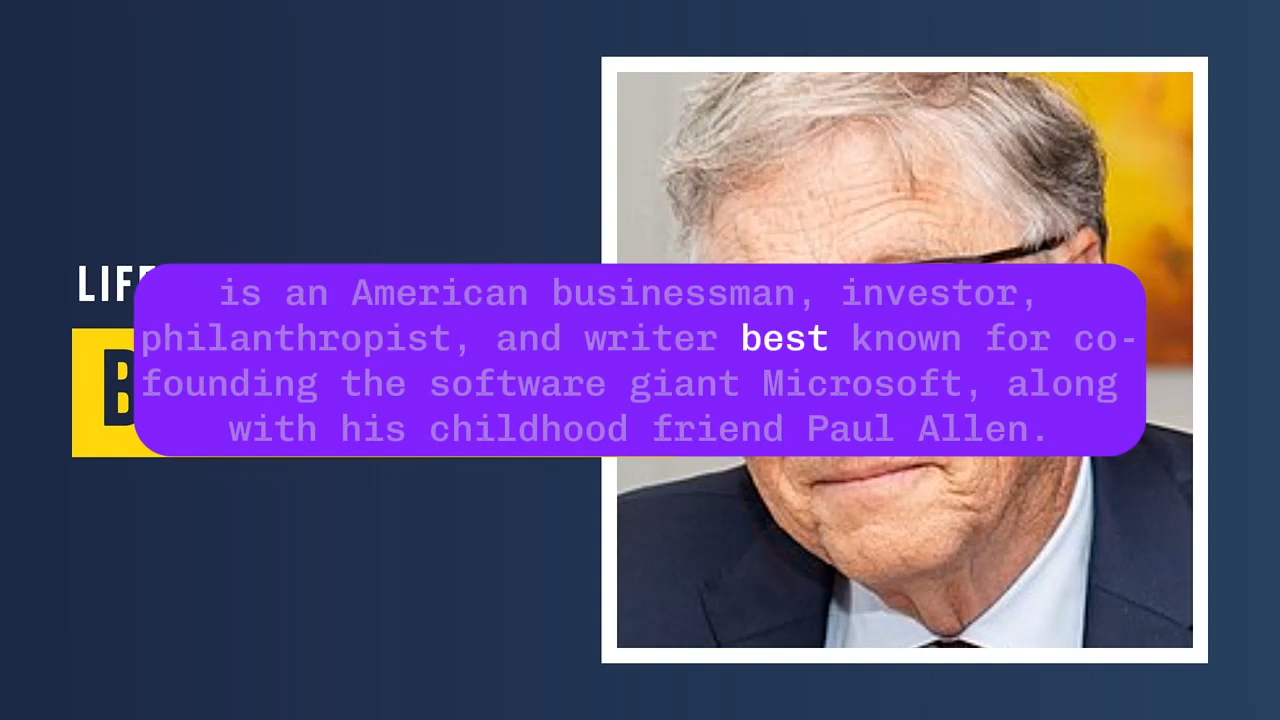 is an American businessman, investor,
philanthropist, and writer best known for co-
founding the software giant Microsoft, along
with his childhood friend Paul Allen.